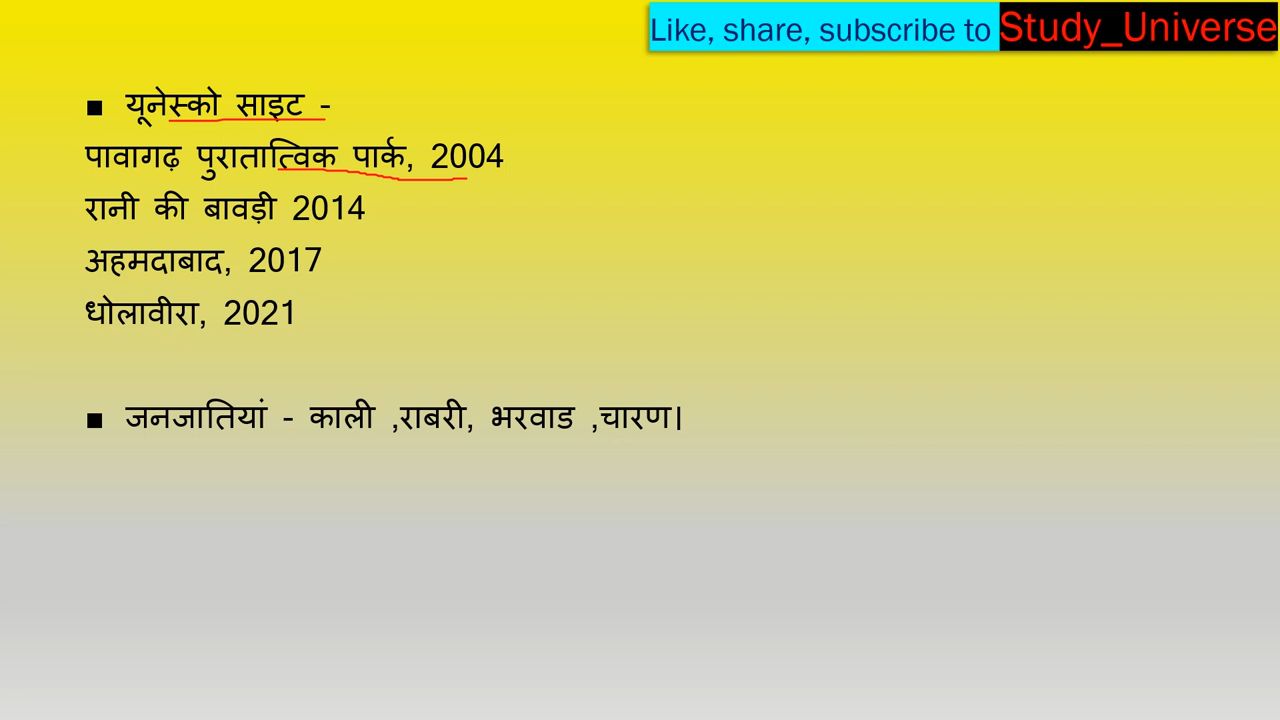 Like, share, subscribe to Study_Universe
▪ यूनेस्को साइट -
पावागढ़ पुरातात्विक पार्क, 2004
रानी की बावड़ी 2014
अहमदाबाद, 2017
धोलावीरा, 2021
▪ जनजातियां - काली ,राबरी, भरवाड ,चारण।